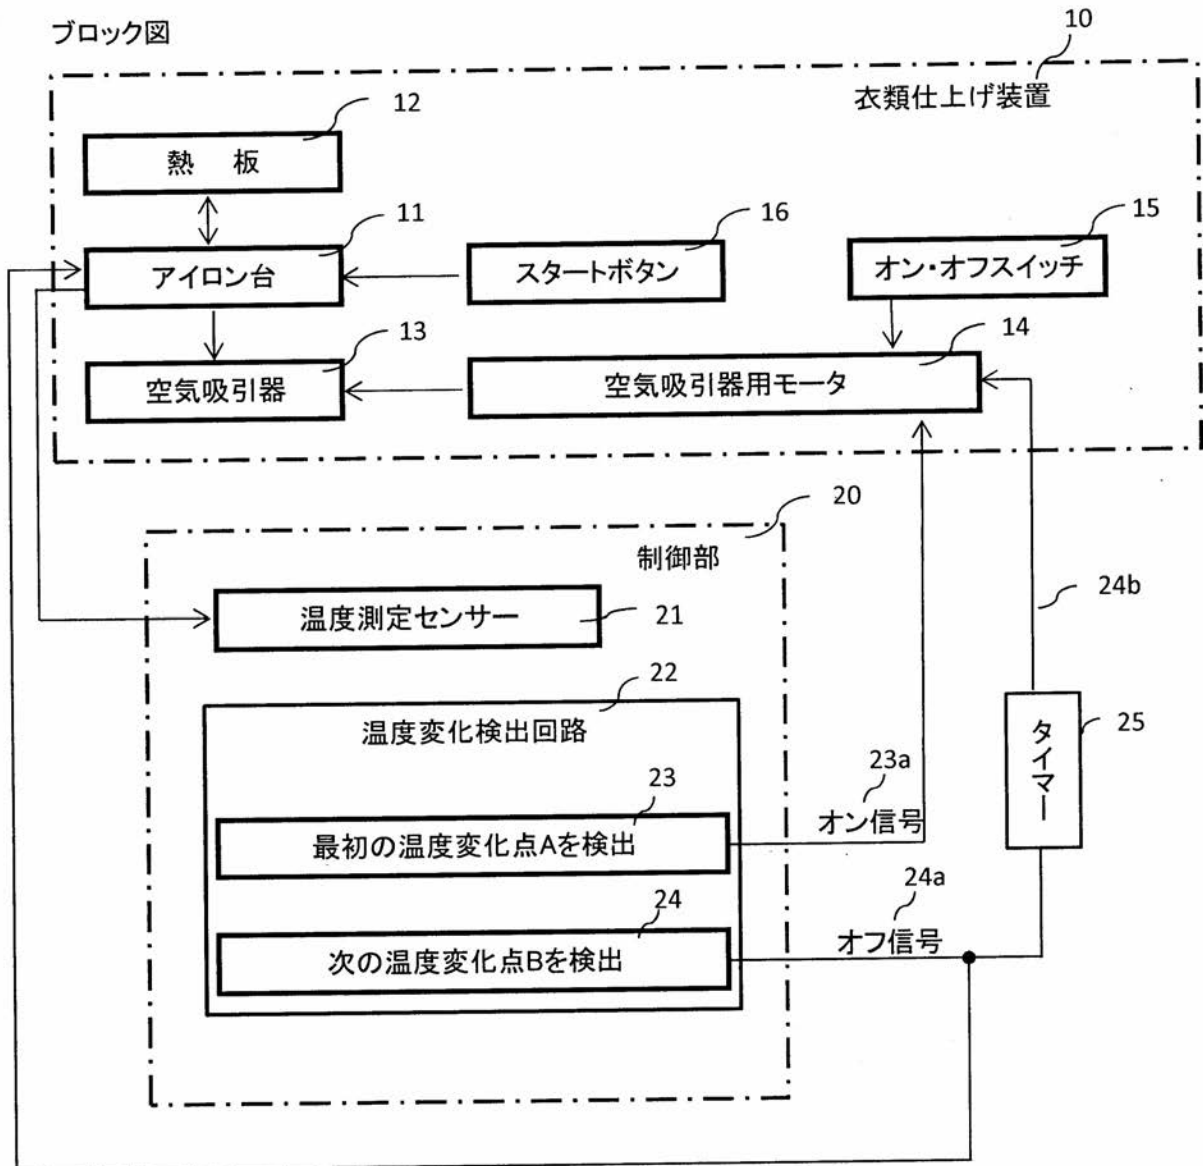 ブロック図
10
衣類仕上げ装置
12
熱 板
11
アイロン台
16
スタートボタン
15
オン・オフスイッチ
13
空気吸引器
14
空気吸引器用モータ
20
制御部
温度測定センサー
21
24b
22
温度変化検出回路
タイマー
25
23
最初の温度変化点Aを検出
23a
オン信号
24
次の温度変化点Bを検出
24a
オフ信号